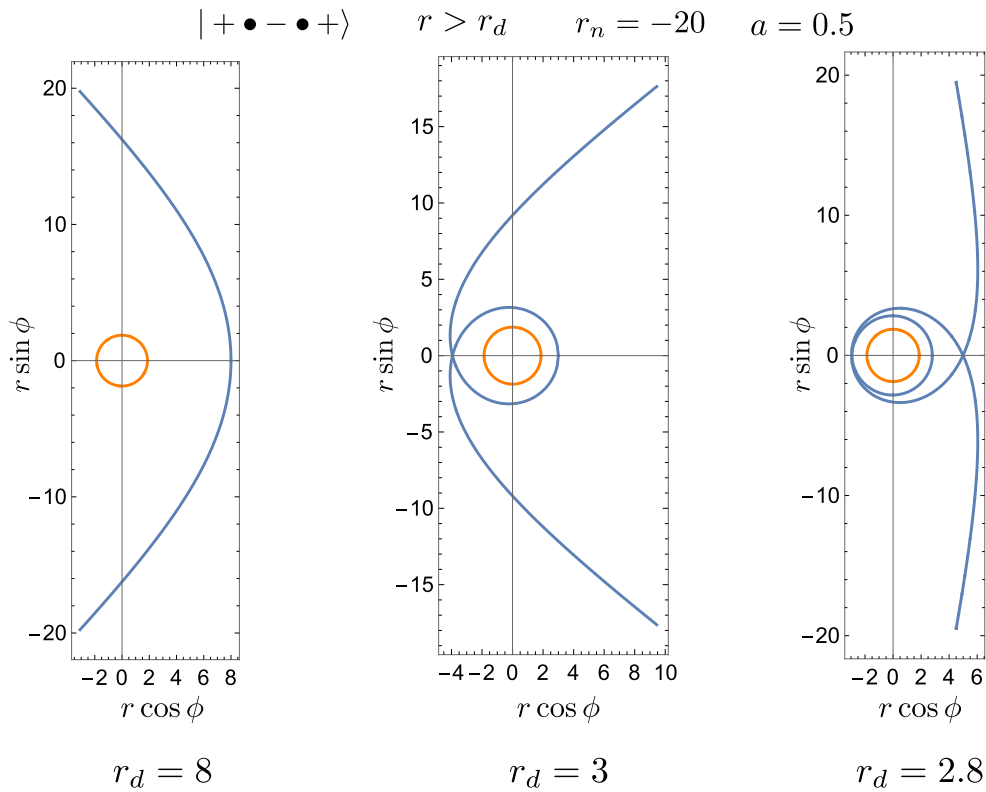 | + • − • + ⟩ r > r_d r_n = −20 a = 0.5
20
10
0
−10
−20
−2 0 2 4 6 8
r sin ϕ
r cos ϕ
r_d = 8
15
10
5
0
−5
−10
−15
−4 −2 0 2 4 6 8 10
r sin ϕ
r cos ϕ
r_d = 3
20
10
0
−10
−20
−2 0 2 4 6
r sin ϕ
r cos ϕ
r_d = 2.8